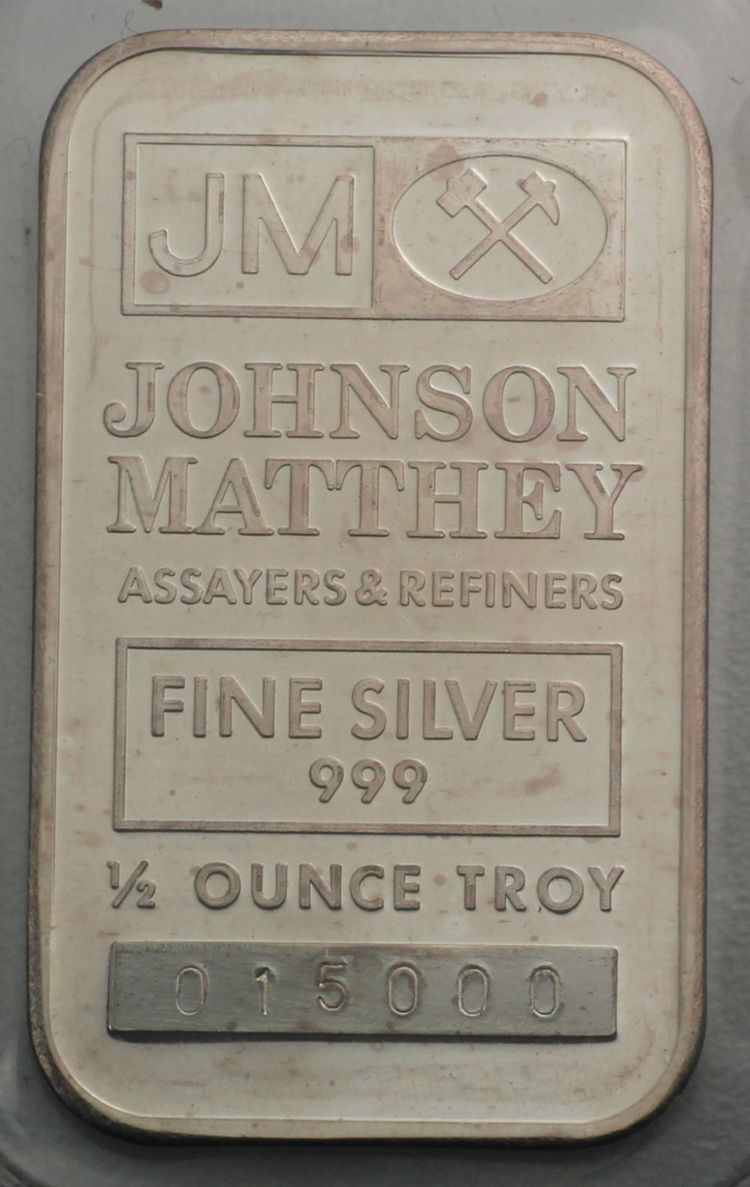 JM
JOHNSON
MATTHEY
ASSAYERS & REFINERS
FINE SILVER
999
½ OUNCE TROY
015000